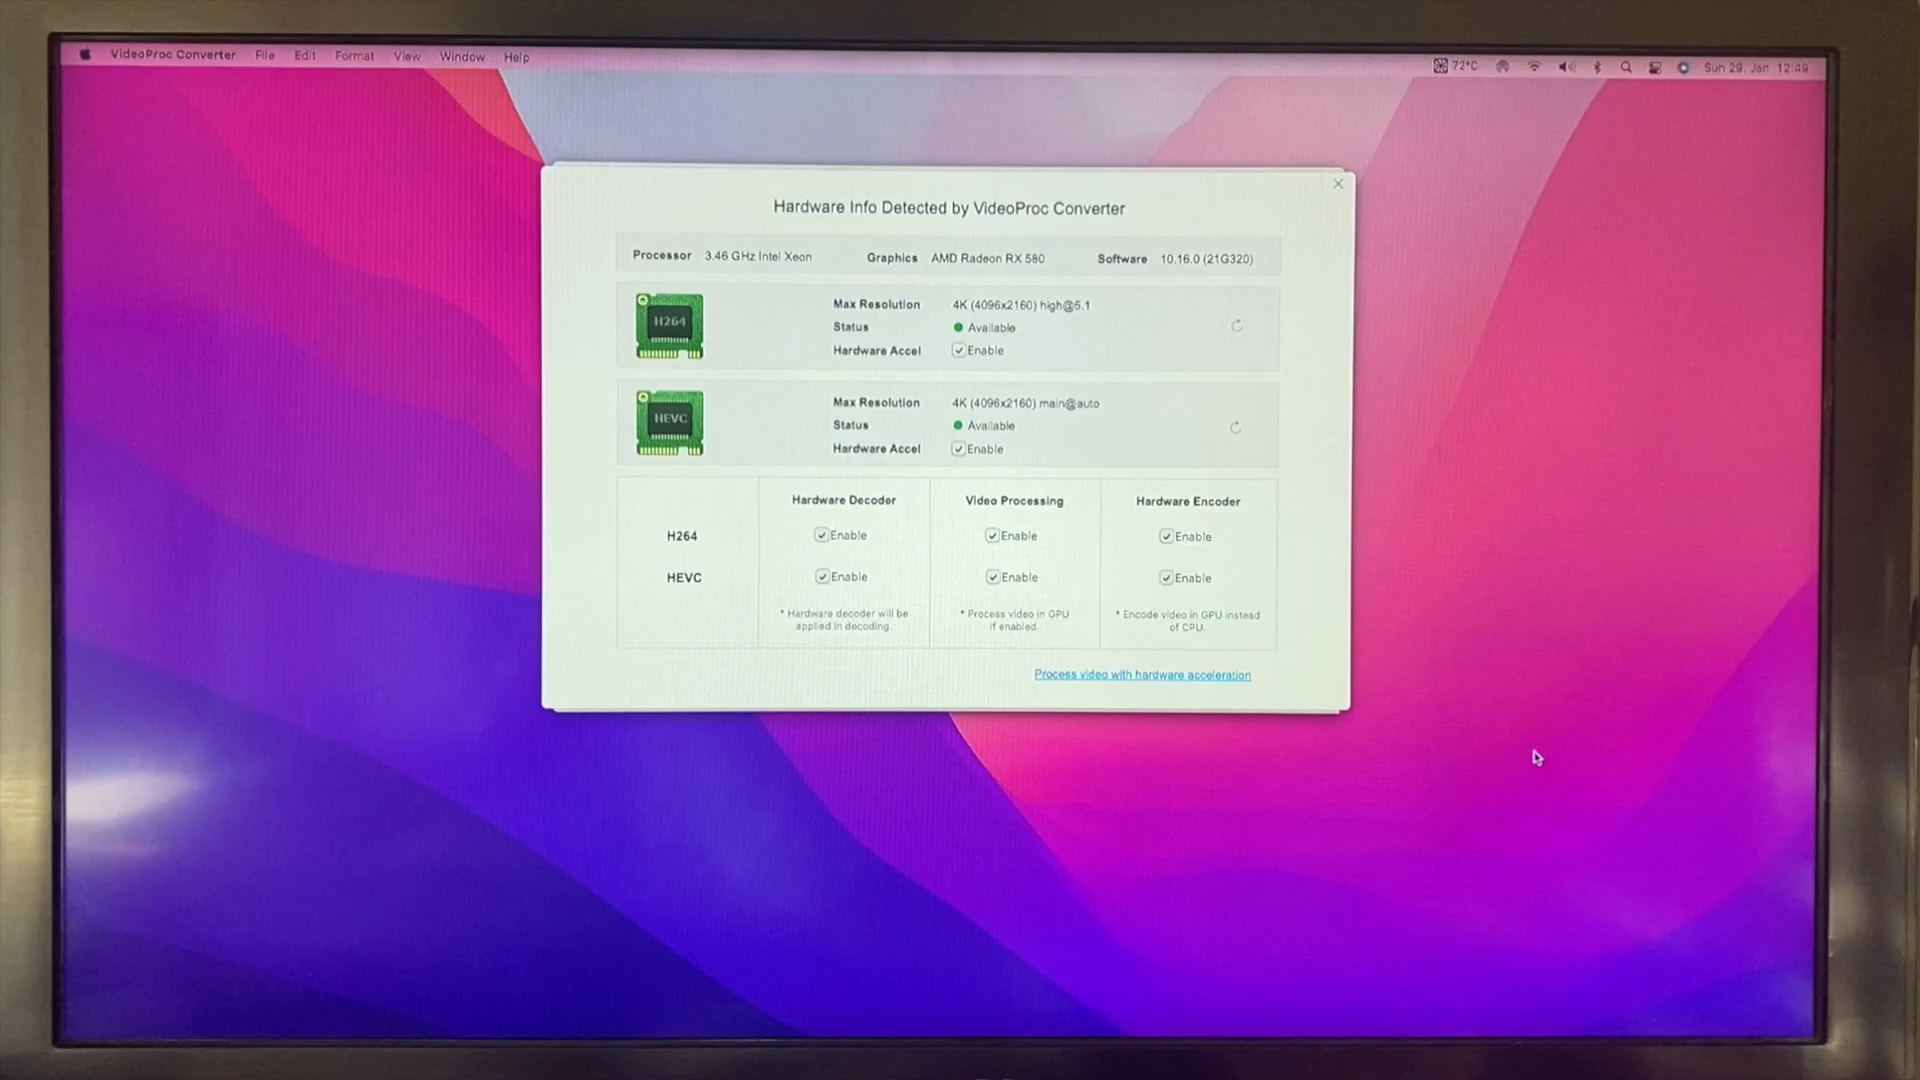 VideoProc Converter File Edit Format View Window Help
72°C Sun 29. Jan 12:49
Hardware Info Detected by VideoProc Converter
Processor 3.46 GHz Intel Xeon Graphics AMD Radeon RX 580 Software 10.16.0 (21G320)
H264
Max Resolution 4K (4096x2160) high@5.1
Status Available
Hardware Accel Enable
HEVC
Max Resolution 4K (4096x2160) main@auto
Status Available
Hardware Accel Enable
Hardware Decoder Video Processing Hardware Encoder
H264 Enable Enable Enable
HEVC Enable Enable Enable
* Hardware decoder will be
applied in decoding.
* Process video in GPU
if enabled.
* Encode video in GPU instead
of CPU.
Process video with hardware acceleration